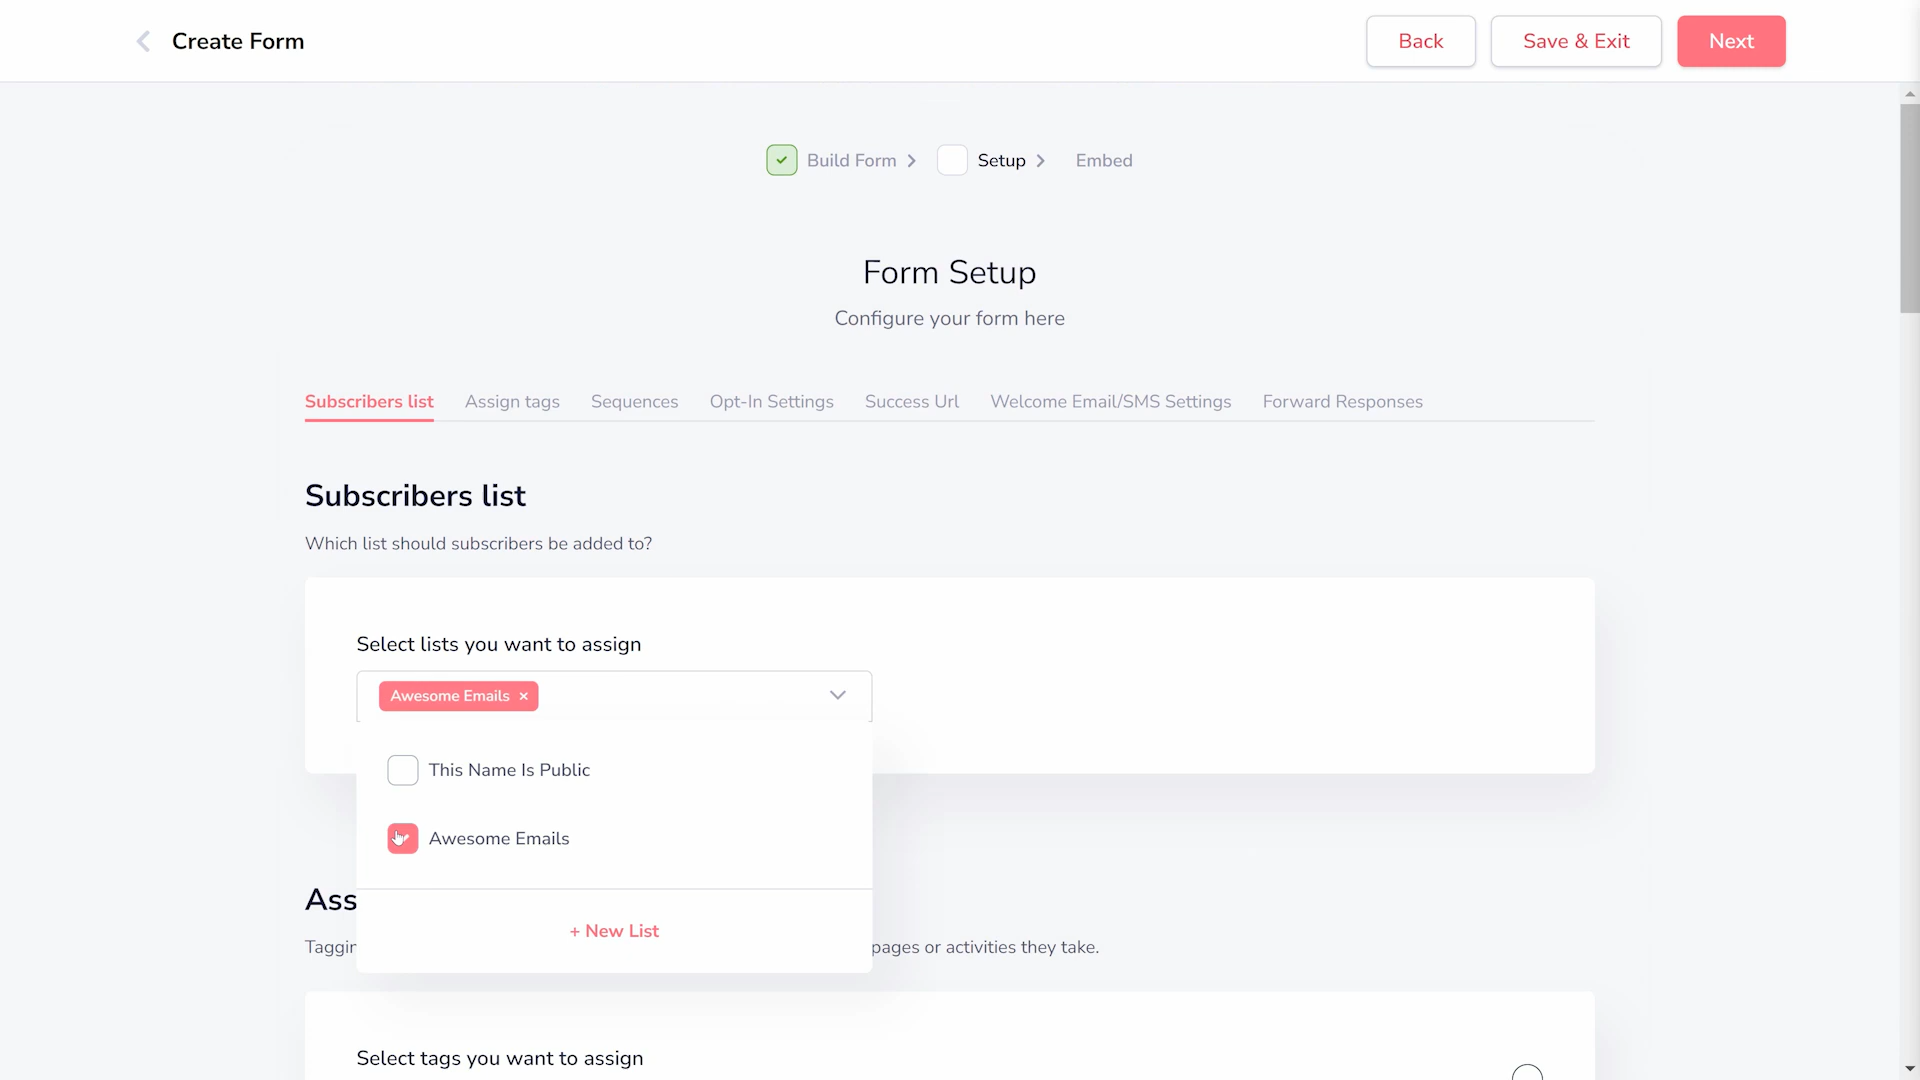 Create Form
Back
Save & Exit
Next
Build Form
Setup
Embed
Form Setup
Configure your form here
Subscribers list
Assign tags
Sequences
Opt-In Settings
Success Url
Welcome Email/SMS Settings
Forward Responses
Subscribers list
Which list should subscribers be added to?
Select lists you want to assign
Awesome Emails ×
This Name Is Public
Awesome Emails
+ New List
pages or activities they take.
Select tags you want to assign